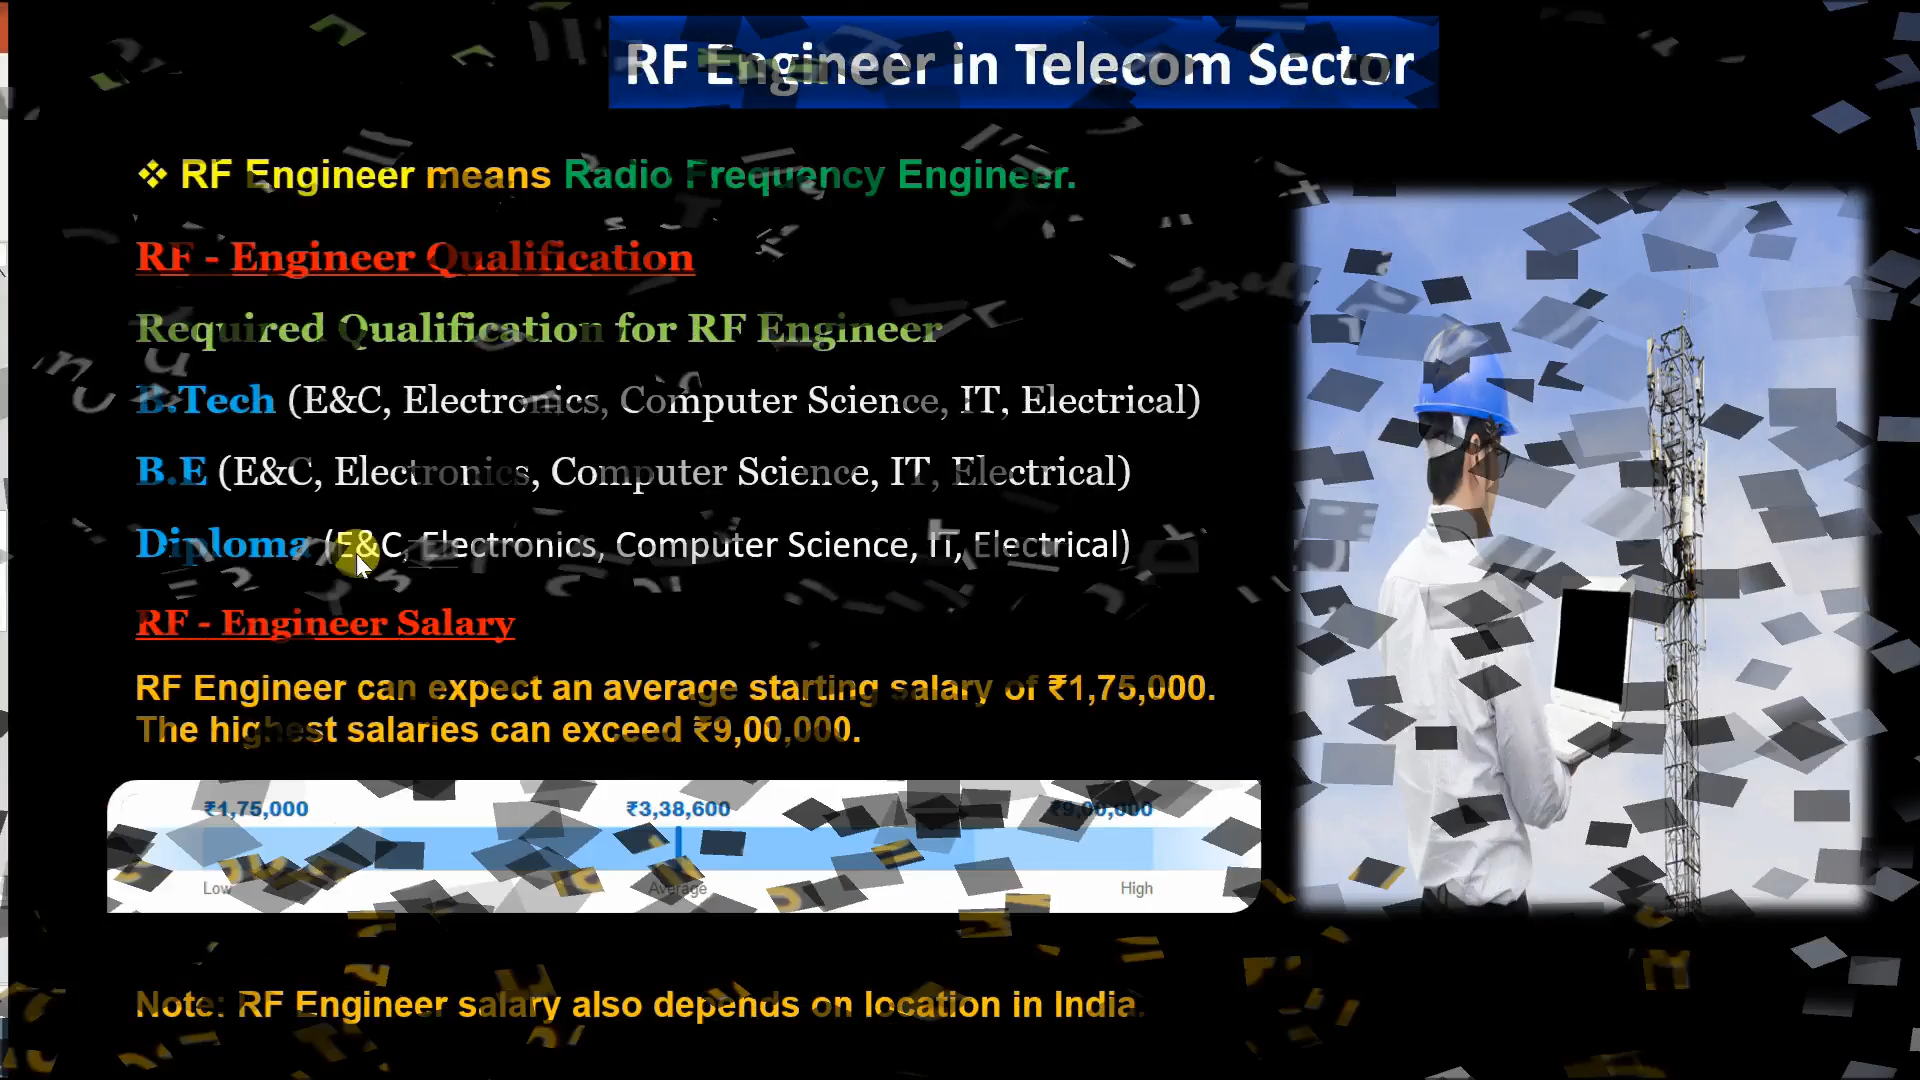 RF Engineer in Telecom Sector
❖ RF Engineer means Radio Frequency Engineer.
RF - Engineer Qualification
Required Qualification for RF Engineer
B.Tech (E&C, Electronics, Computer Science, IT, Electrical)
B.E (E&C, Electronics, Computer Science, IT, Electrical)
Diploma (E&C, Electronics, Computer Science, IT, Electrical)
RF - Engineer Salary
RF Engineer can expect an average starting salary of ₹1,75,000.
The highest salaries can exceed ₹9,00,000.
₹1,75,000 ₹3,38,600 ₹9,00,000
Low Average High
Note: RF Engineer salary also depends on location in India.